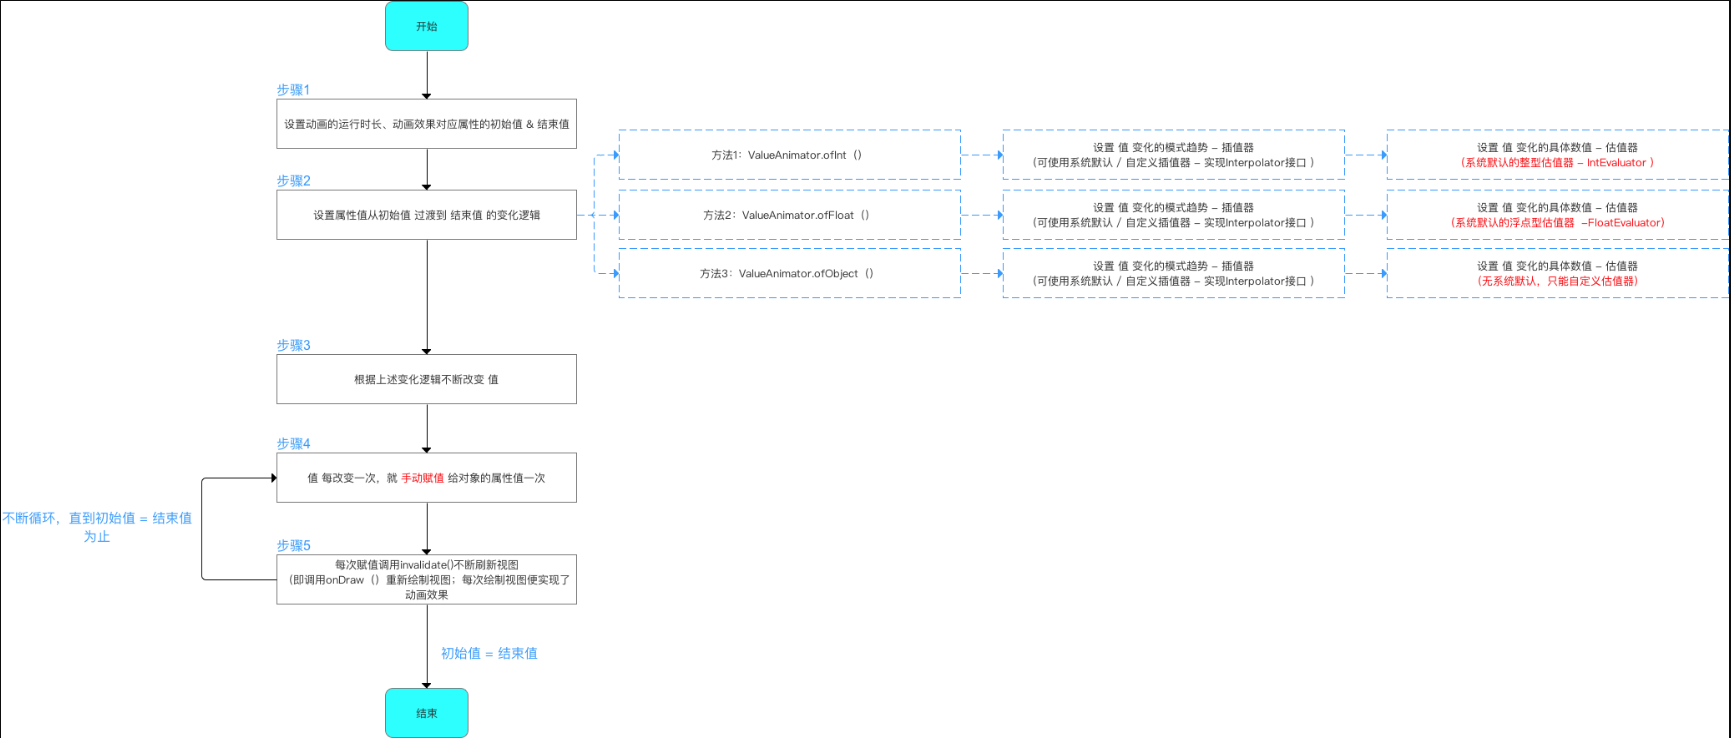 开始
步骤1
设置动画的运行时长、动画效果对应属性的初始值 & 结束值
步骤2
设置属性值从初始值 过渡到 结束值 的变化逻辑
方法1：ValueAnimator.ofInt（）
设置 值 变化的模式趋势 – 插值器
（可使用系统默认 / 自定义插值器 – 实现Interpolator接口 ）
设置 值 变化的具体数值 – 估值器
（系统默认的整型估值器 – IntEvaluator ）
方法2：ValueAnimator.ofFloat（）
设置 值 变化的模式趋势 – 插值器
（可使用系统默认 / 自定义插值器 – 实现Interpolator接口 ）
设置 值 变化的具体数值 – 估值器
（系统默认的浮点型估值器 –FloatEvaluator）
方法3：ValueAnimator.ofObject（）
设置 值 变化的模式趋势 – 插值器
（可使用系统默认 / 自定义插值器 – 实现Interpolator接口 ）
设置 值 变化的具体数值 – 估值器
（无系统默认，只能自定义估值器）
步骤3
根据上述变化逻辑不断改变 值
步骤4
值 每改变一次，就 手动赋值 给对象的属性值一次
不断循环，直到初始值 = 结束值
为止
步骤5
每次赋值调用invalidate()不断刷新视图
（即调用onDraw（）重新绘制视图；每次绘制视图便实现了
动画效果
初始值 = 结束值
结束